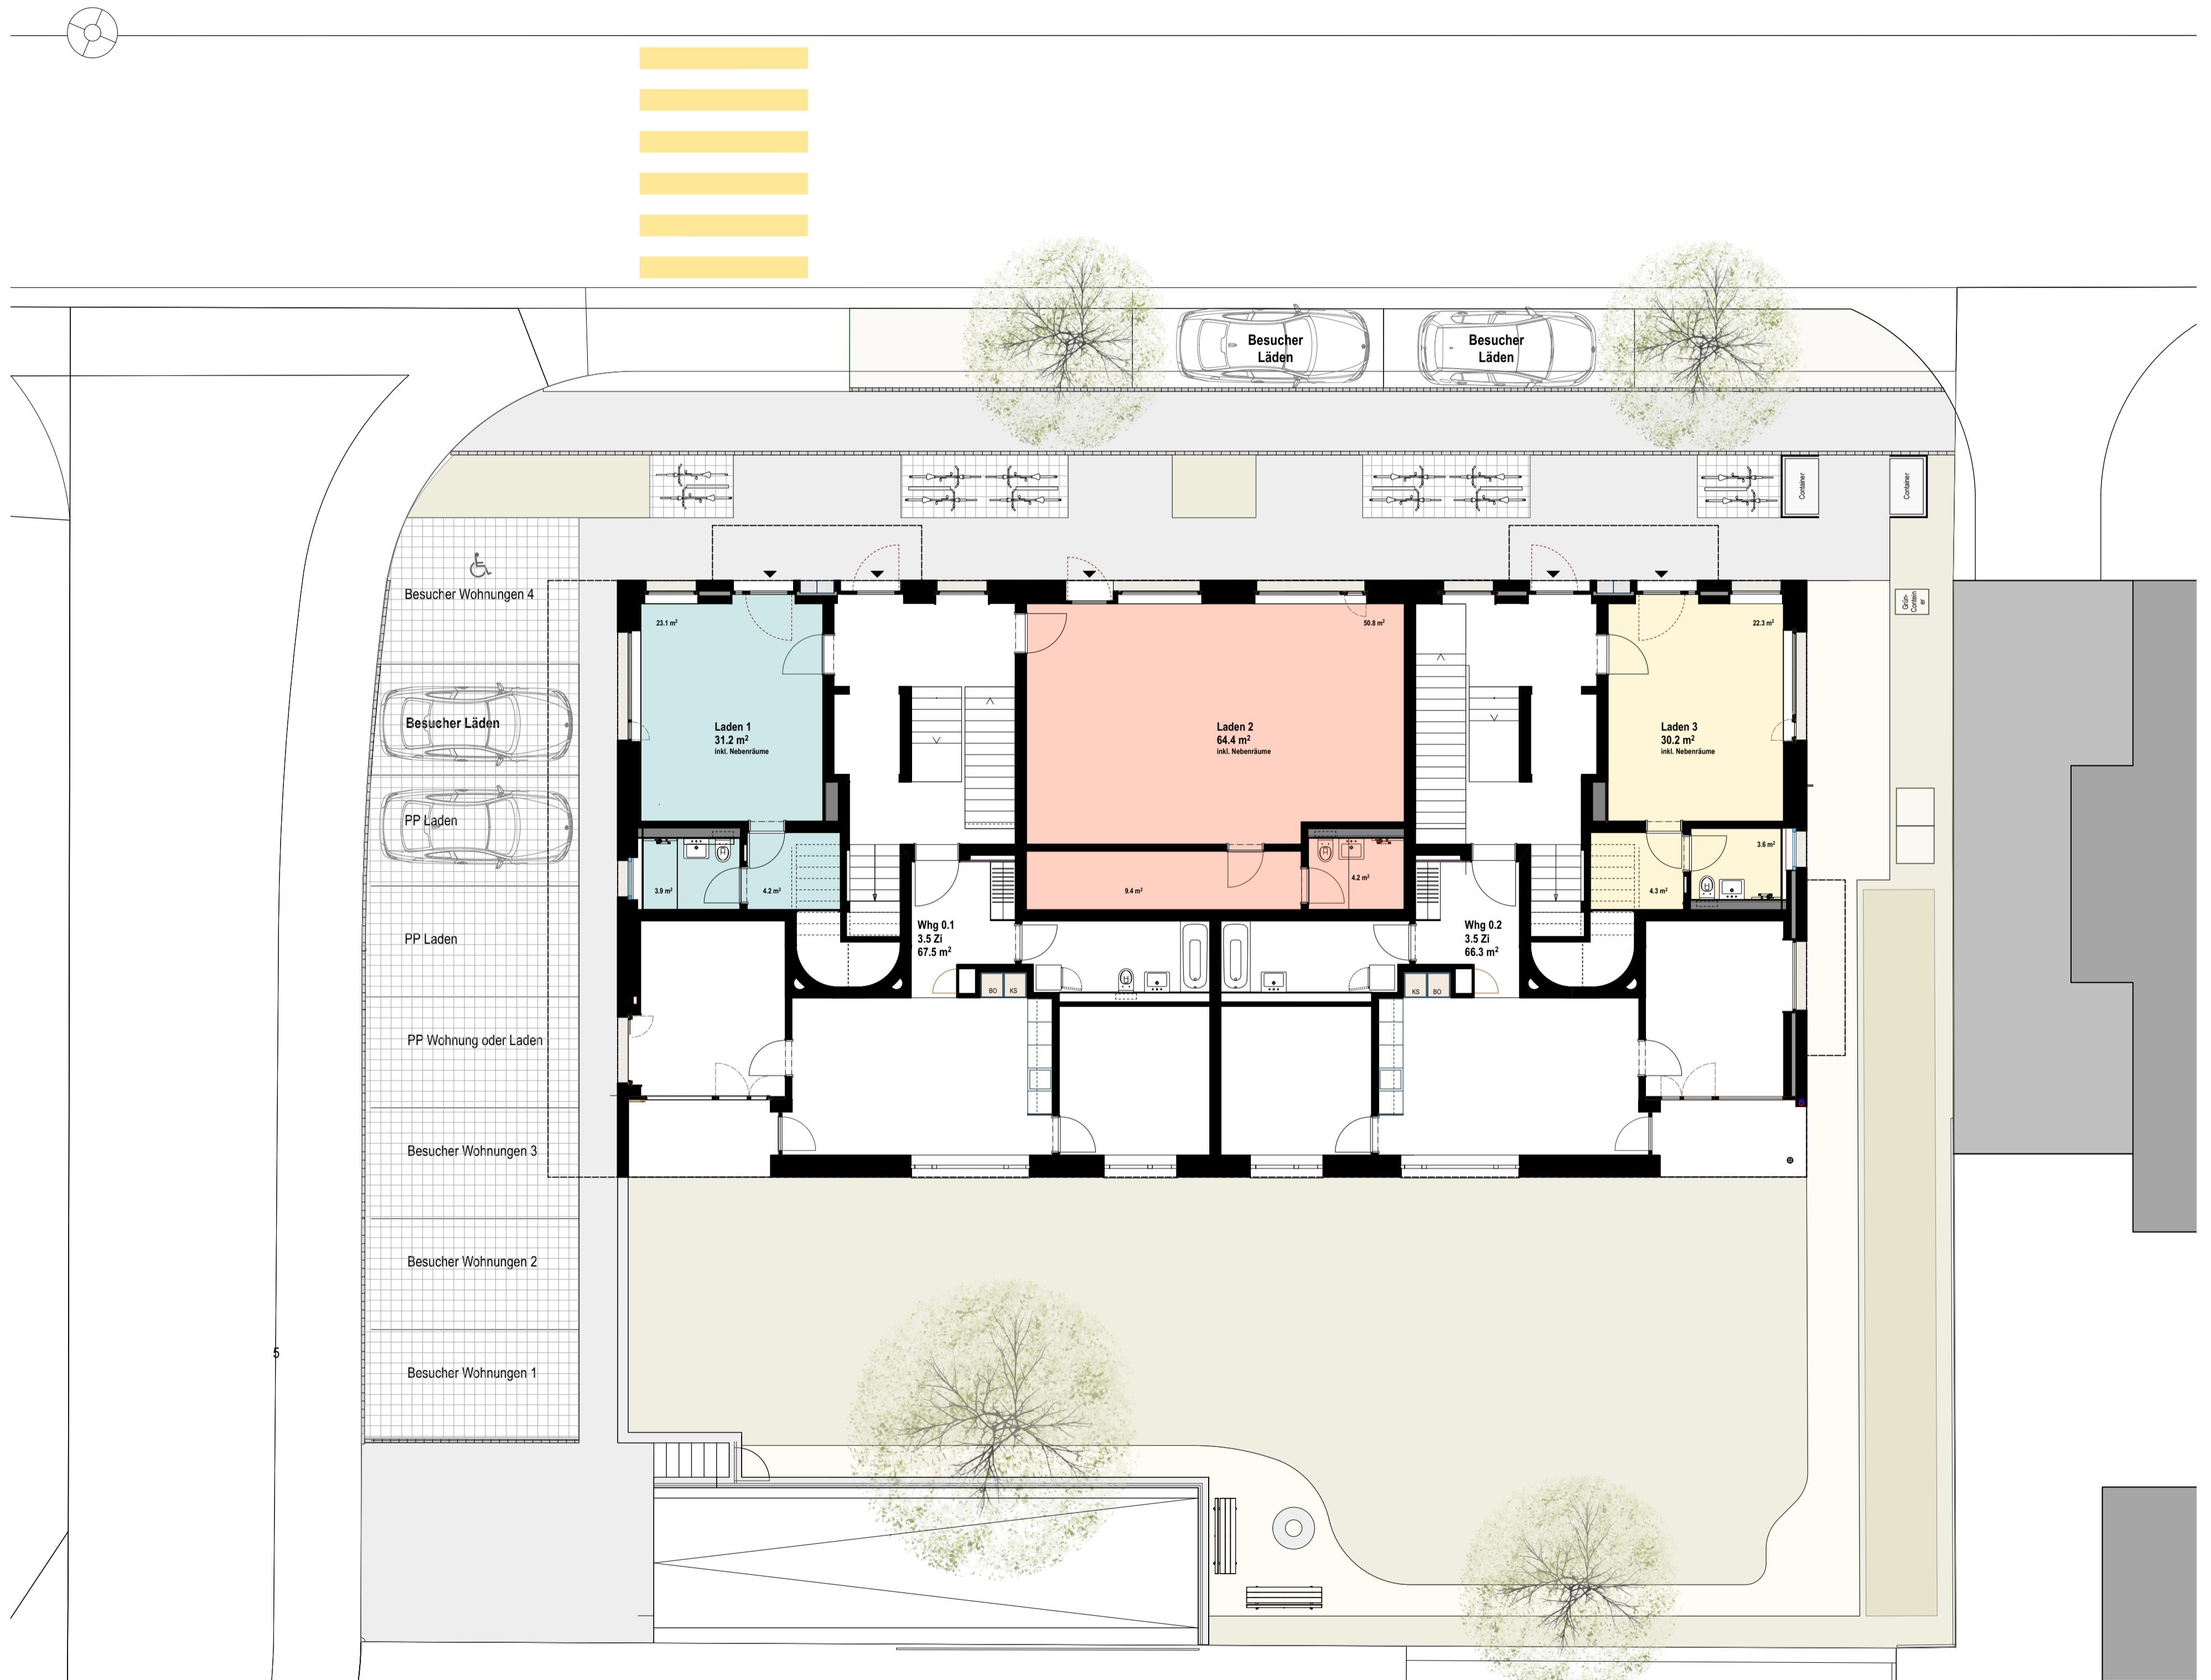 Besucher
Läden
Besucher
Läden
Container
Container
Besucher Wohnungen 4
Grün-
Contein
er
23.1 m²
50.8 m²
22.3 m²
Besucher Läden
Laden 1
31.2 m²
inkl. Nebenräume
Laden 2
64.4 m²
inkl. Nebenräume
Laden 3
30.2 m²
inkl. Nebenräume
PP Laden
3.6 m²
3.9 m²
4.2 m²
9.4 m²
4.2 m²
4.3 m²
PP Laden
Whg 0.1
3.5 Zi
67.5 m²
Whg 0.2
3.5 Zi
66.3 m²
BO
KS
KS
BO
PP Wohnung oder Laden
Besucher Wohnungen 3
Besucher Wohnungen 2
5
Besucher Wohnungen 1